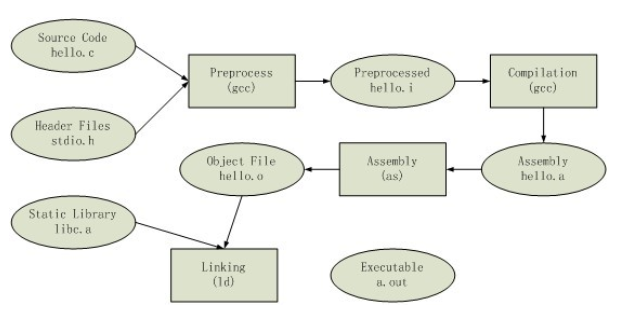 Source Code
hello.c
Preprocess
(gcc)
Preprocessed
hello.i
Compilation
(gcc)
Header Files
stdio.h
Object File
hello.o
Assembly
(as)
Assembly
hello.a
Static Library
libc.a
Linking
(ld)
Executable
a.out